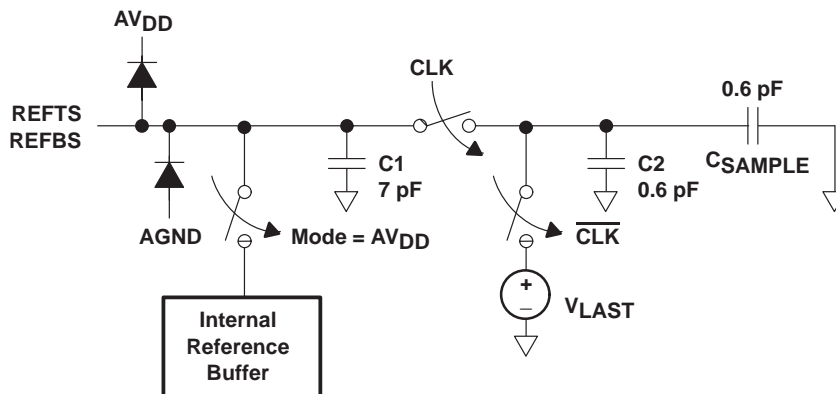 AVDD
CLK
0.6 pF
REFTS
REFBS
C1
7 pF
C2
0.6 pF
CSAMPLE
AGND
Mode = AVDD
CLK
+
−
VLAST
Internal
Reference
Buffer